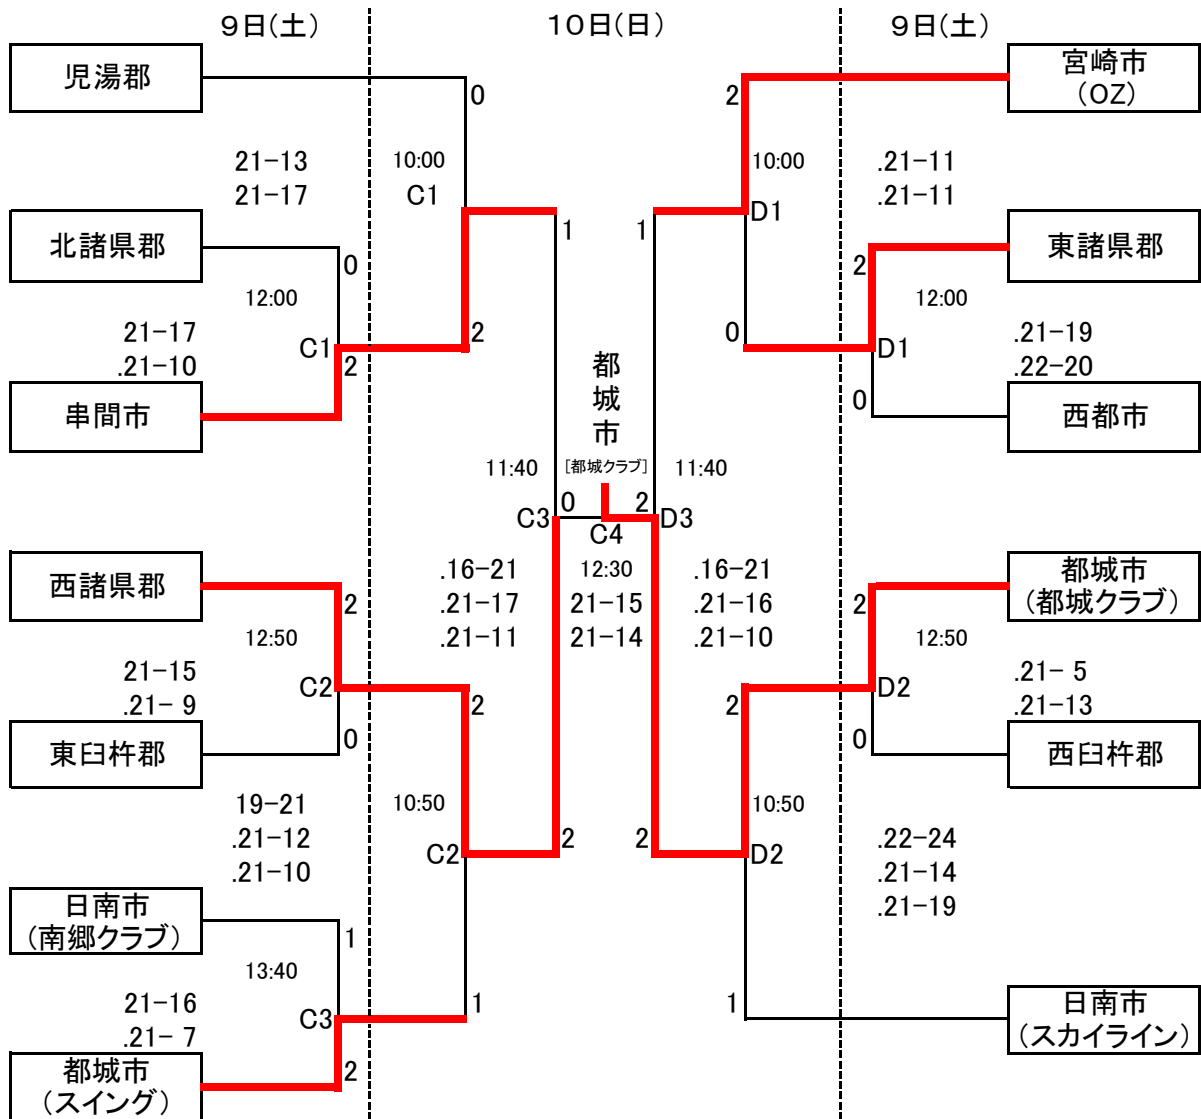 9日(土)
10日(日)
9日(土)
児湯郡
宮崎市
(OZ)
0
2
21-13
21-17
10:00
C1
10:00
D1
.21-11
.21-11
北諸県郡
東諸県郡
1
1
0
2
12:00
12:00
21-17
.21-10
C1
2
2
0
D1
0
.21-19
.22-20
串間市
西都市
都城市
[都城クラブ]
11:40
11:40
C3
0
2
D3
C4
西諸県郡
都城市
(都城クラブ)
.16-21
.21-17
.21-11
12:30
21-15
21-14
.16-21
.21-16
.21-10
2
2
12:50
12:50
21-15
.21- 9
C2
2
2
D2
.21- 5
.21-13
0
0
東臼杵郡
西臼杵郡
19-21
.21-12
.21-10
10:50
C2
2
2
10:50
D2
.22-24
.21-14
.21-19
日南市
(南郷クラブ)
1
13:40
21-16
.21- 7
C3
1
1
2
都城市
(スイング)
日南市
(スカイライン)